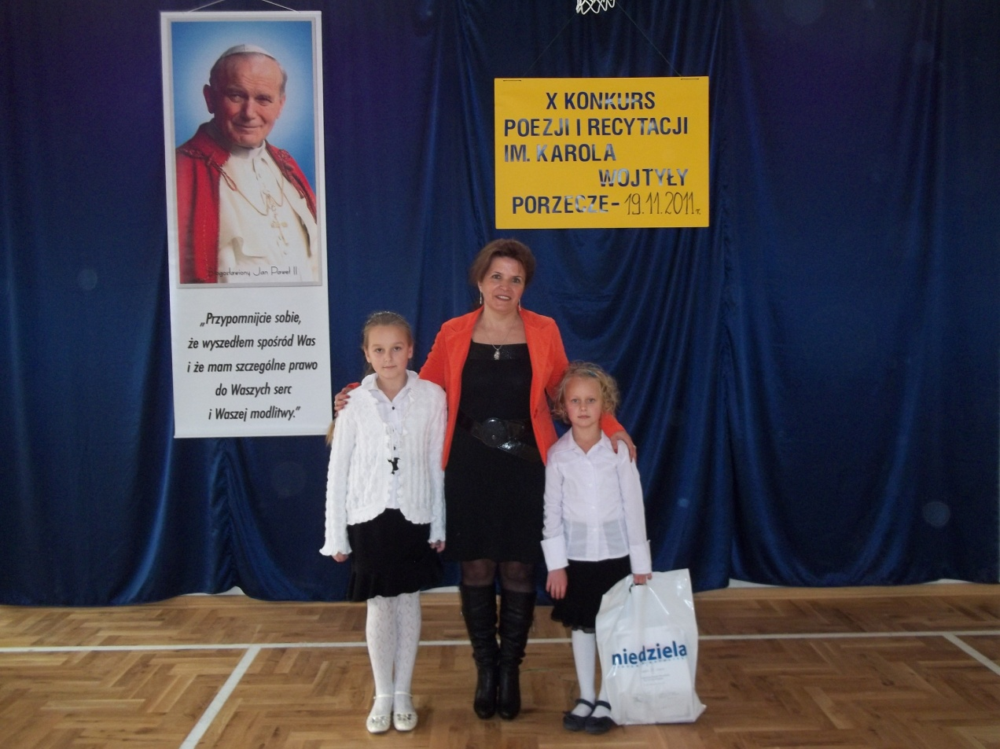 Błogosławiony Jan Paweł II
„Przypomnijcie sobie,
że wyszedłem spośród Was
i że mam szczególne prawo
do Waszych serc
i Waszej modlitwy.”
X KONKURS
POEZJI I RECYTACJI
IM. KAROLA
WOJTYŁY
PORZECZE - 19.11.2011r.
niedziela